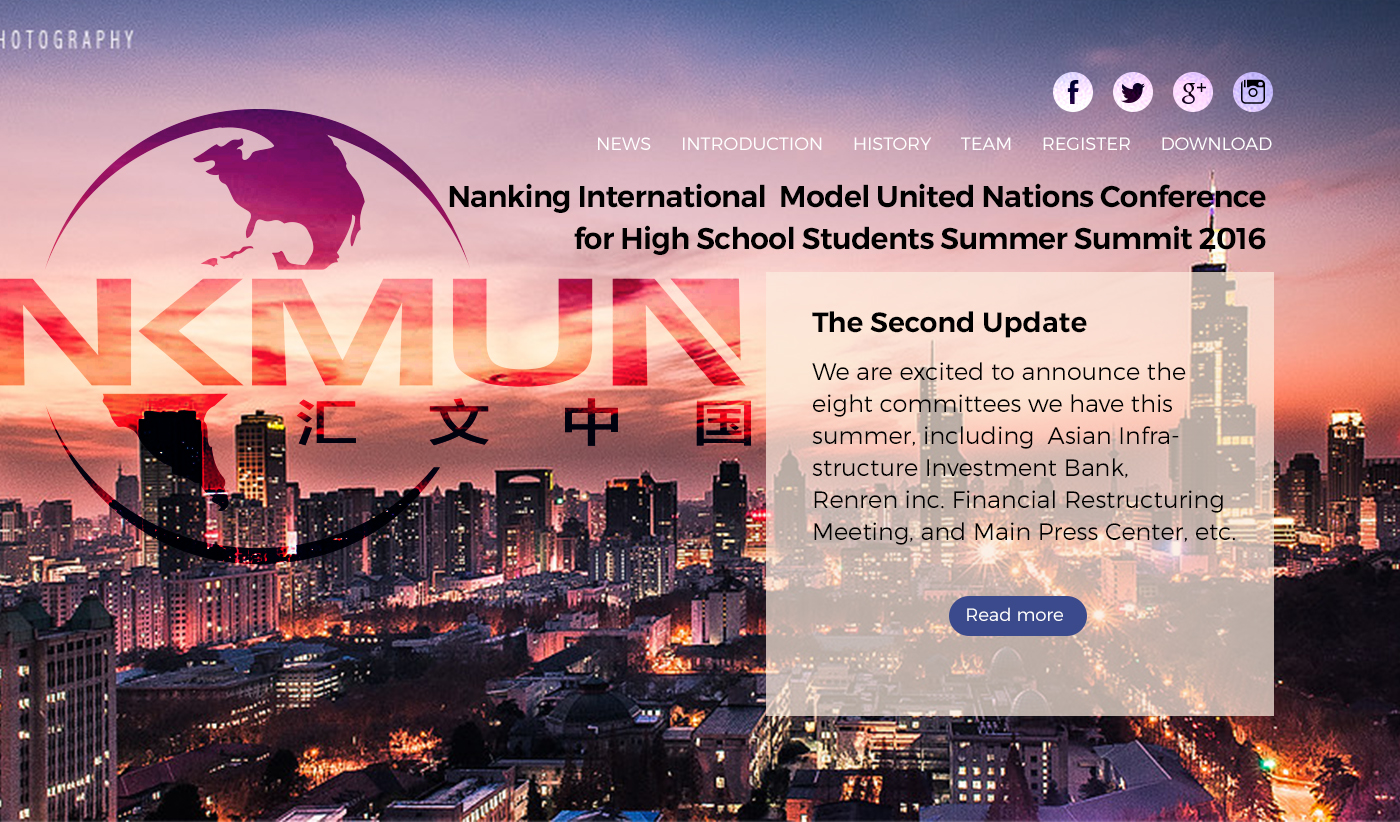 HOTOGRAPHY
NEWS INTRODUCTION HISTORY TEAM REGISTER DOWNLOAD
Nanking International Model United Nations Conference
for High School Students Summer Summit 2016
NKMUN
汇文中国
The Second Update
We are excited to announce the
eight committees we have this
summer, including Asian Infra-
structure Investment Bank,
Renren inc. Financial Restructuring
Meeting, and Main Press Center, etc.
Read more